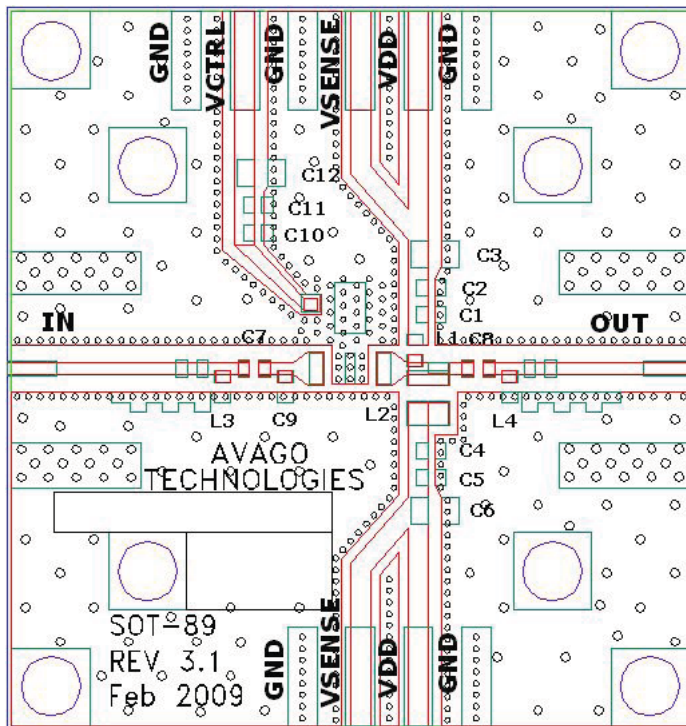 GND
VCTRL
GND
VSENSE
VDD
GND
C12
C11
C10
C3
C2
C1
IN
OUT
C7
L1 C8
L3
C9
L2
L4
AVAGO
TECHNOLOGIES
C4
C5
C6
SOT-89
REV 3.1
Feb 2009
GND
VSENSE
VDD
GND